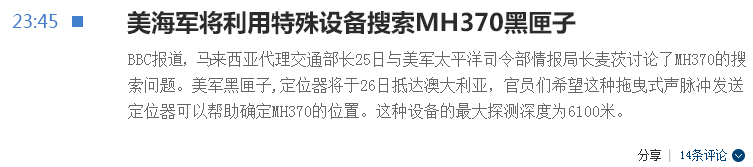 23:45 美海军将利用特殊设备搜索MH370黑匣子
BBC报道, 马来西亚代理交通部长25日与美军太平洋司令部情报局长麦茨讨论了MH370的搜
索问题。美军黑匣子,定位器将于26日抵达澳大利亚，官员们希望这种拖曳式声脉冲发送
定位器可以帮助确定MH370的位置。这种设备的最大探测深度为6100米。
分享 | 14条评论